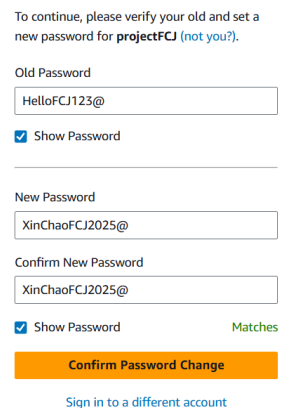 To continue, please verify your old and set a
new password for projectFCJ (not you?).
Old Password
HelloFCJ123@
Show Password
New Password
XinChaoFCJ2025@
Confirm New Password
XinChaoFCJ2025@
Show Password Matches
Confirm Password Change
Sign in to a different account